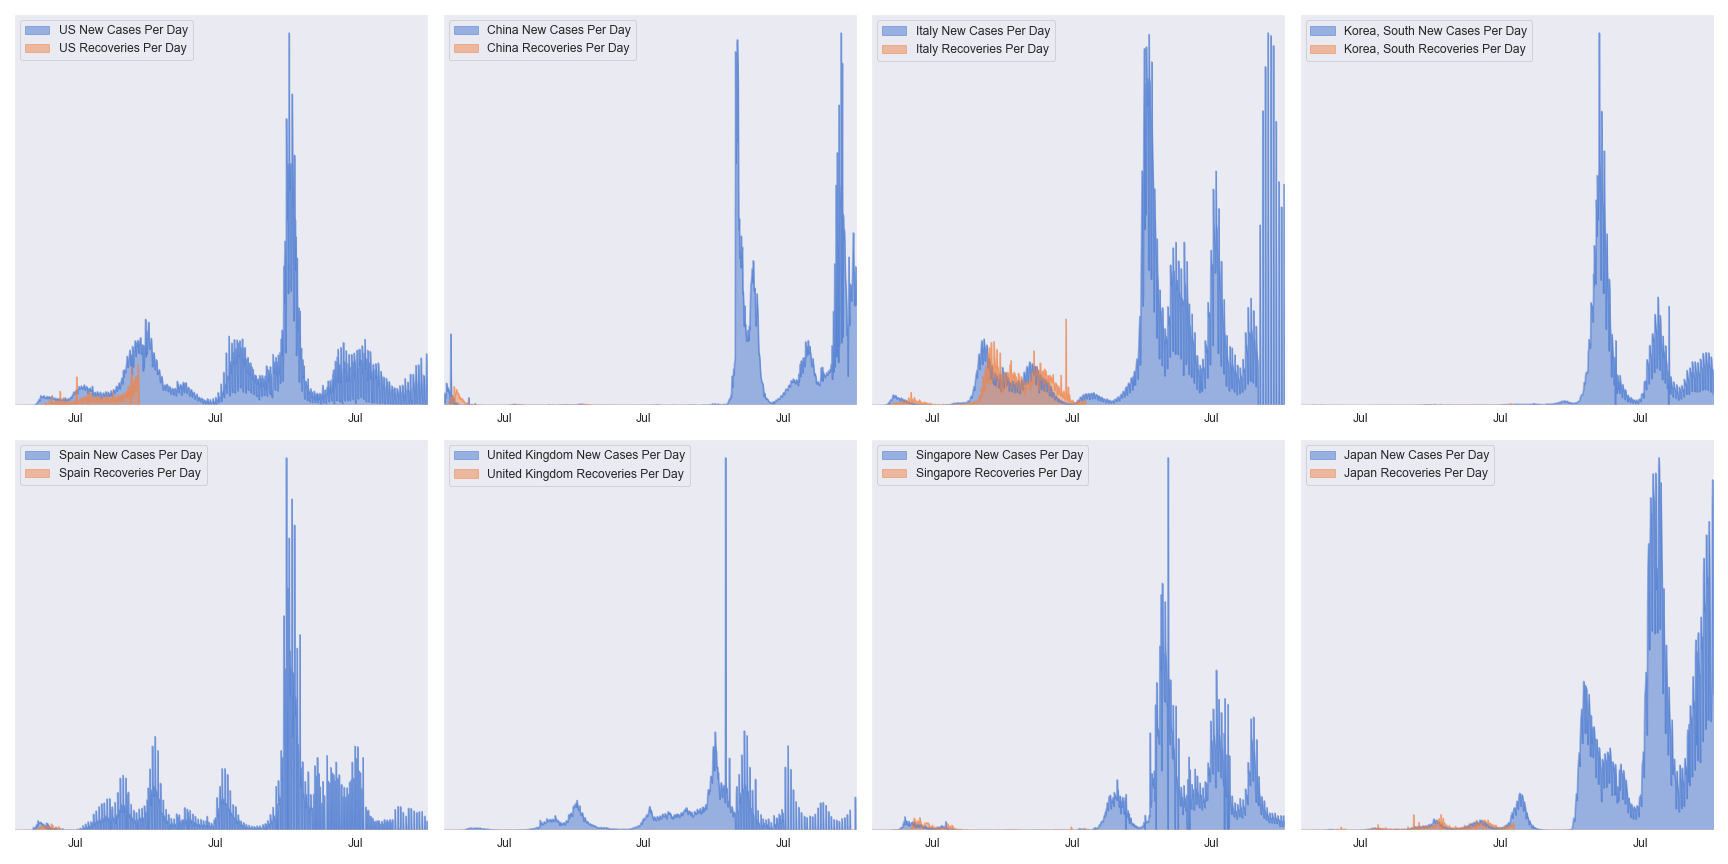 US New Cases Per Day
US Recoveries Per Day
Jul Jul Jul
China New Cases Per Day
China Recoveries Per Day
Jul Jul Jul
Italy New Cases Per Day
Italy Recoveries Per Day
Jul Jul Jul
Korea, South New Cases Per Day
Korea, South Recoveries Per Day
Jul Jul Jul
Spain New Cases Per Day
Spain Recoveries Per Day
Jul Jul Jul
United Kingdom New Cases Per Day
United Kingdom Recoveries Per Day
Jul Jul Jul
Singapore New Cases Per Day
Singapore Recoveries Per Day
Jul Jul Jul
Japan New Cases Per Day
Japan Recoveries Per Day
Jul Jul Jul